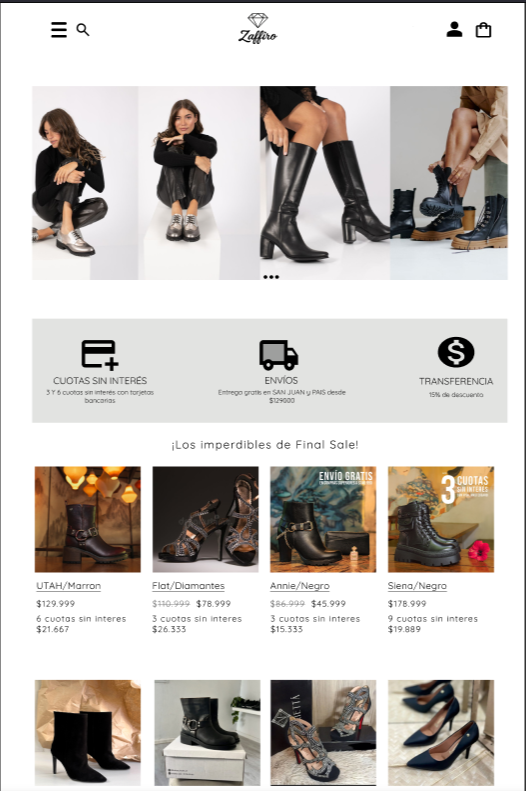 Zaffiro
CUOTAS SIN INTERÉS
3 Y 6 cuotas sin interés con tarjetas
bancarias
ENVÍOS
Entrega gratis en SAN JUAN y PAIS desde
$129000
TRANSFERENCIA
15% de descuento
¡Los imperdibles de Final Sale!
ENVÍO GRATIS
3 CUOTAS
SIN INTERES
UTAH/Marron
$129.999
6 cuotas sin interes
$21.667
Flat/Diamantes
$110.999 $78.999
3 cuotas sin interes
$26.333
Annie/Negro
$86.999 $45.999
3 cuotas sin interes
$15.333
Siena/Negro
$178.999
9 cuotas sin interes
$19.889